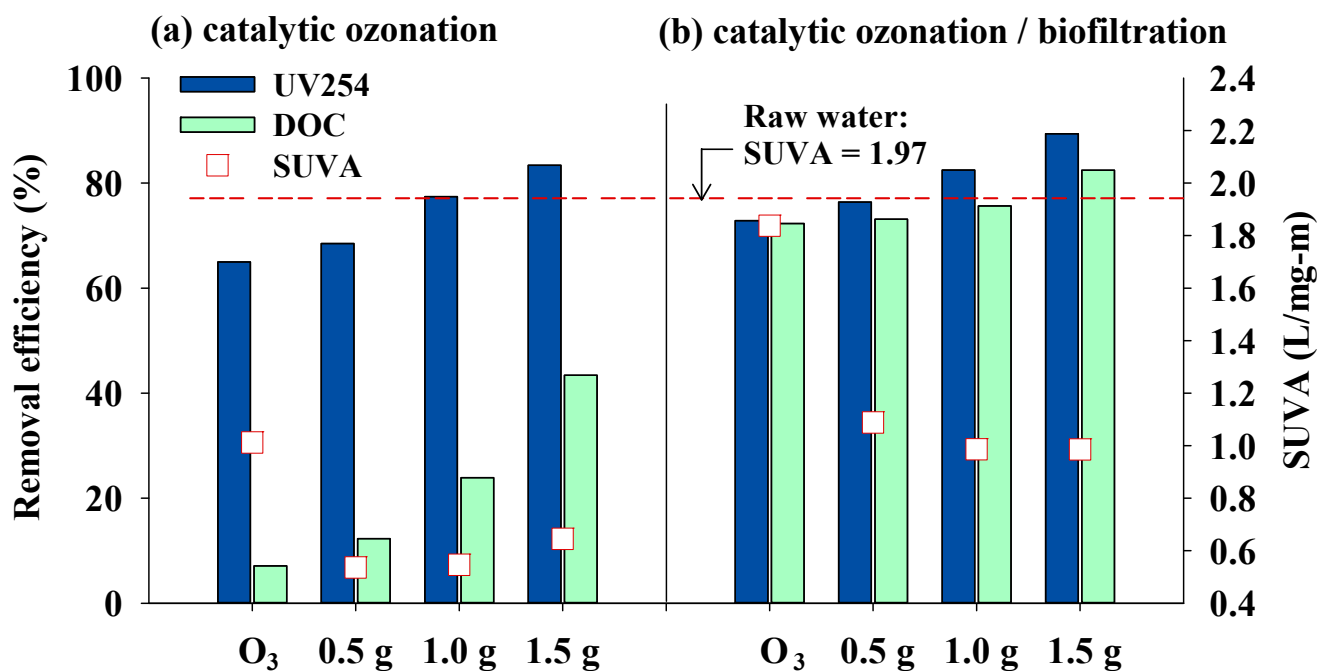 (a) catalytic ozonation
(b) catalytic ozonation / biofiltration
UV254
DOC
SUVA
Raw water:
SUVA = 1.97
Removal efficiency (%)
100
80
60
40
20
0
SUVA (L/mg-m)
2.4
2.2
2.0
1.8
1.6
1.4
1.2
1.0
0.8
0.6
0.4
O₃ 0.5 g 1.0 g 1.5 g O₃ 0.5 g 1.0 g 1.5 g